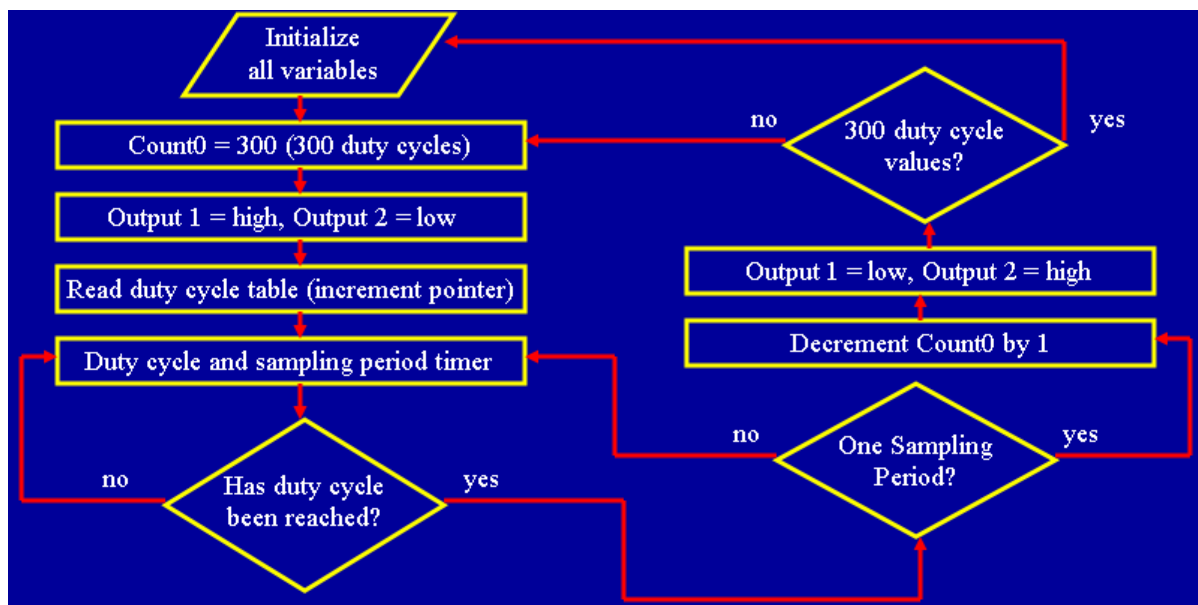 Initialize
all variables
Count0 = 300 (300 duty cycles)
Output 1 = high, Output 2 = low
Read duty cycle table (increment pointer)
Duty cycle and sampling period timer
Has duty cycle
been reached?
no
yes
One Sampling
Period?
no
yes
Decrement Count0 by 1
Output 1 = low, Output 2 = high
300 duty cycle
values?
no
yes